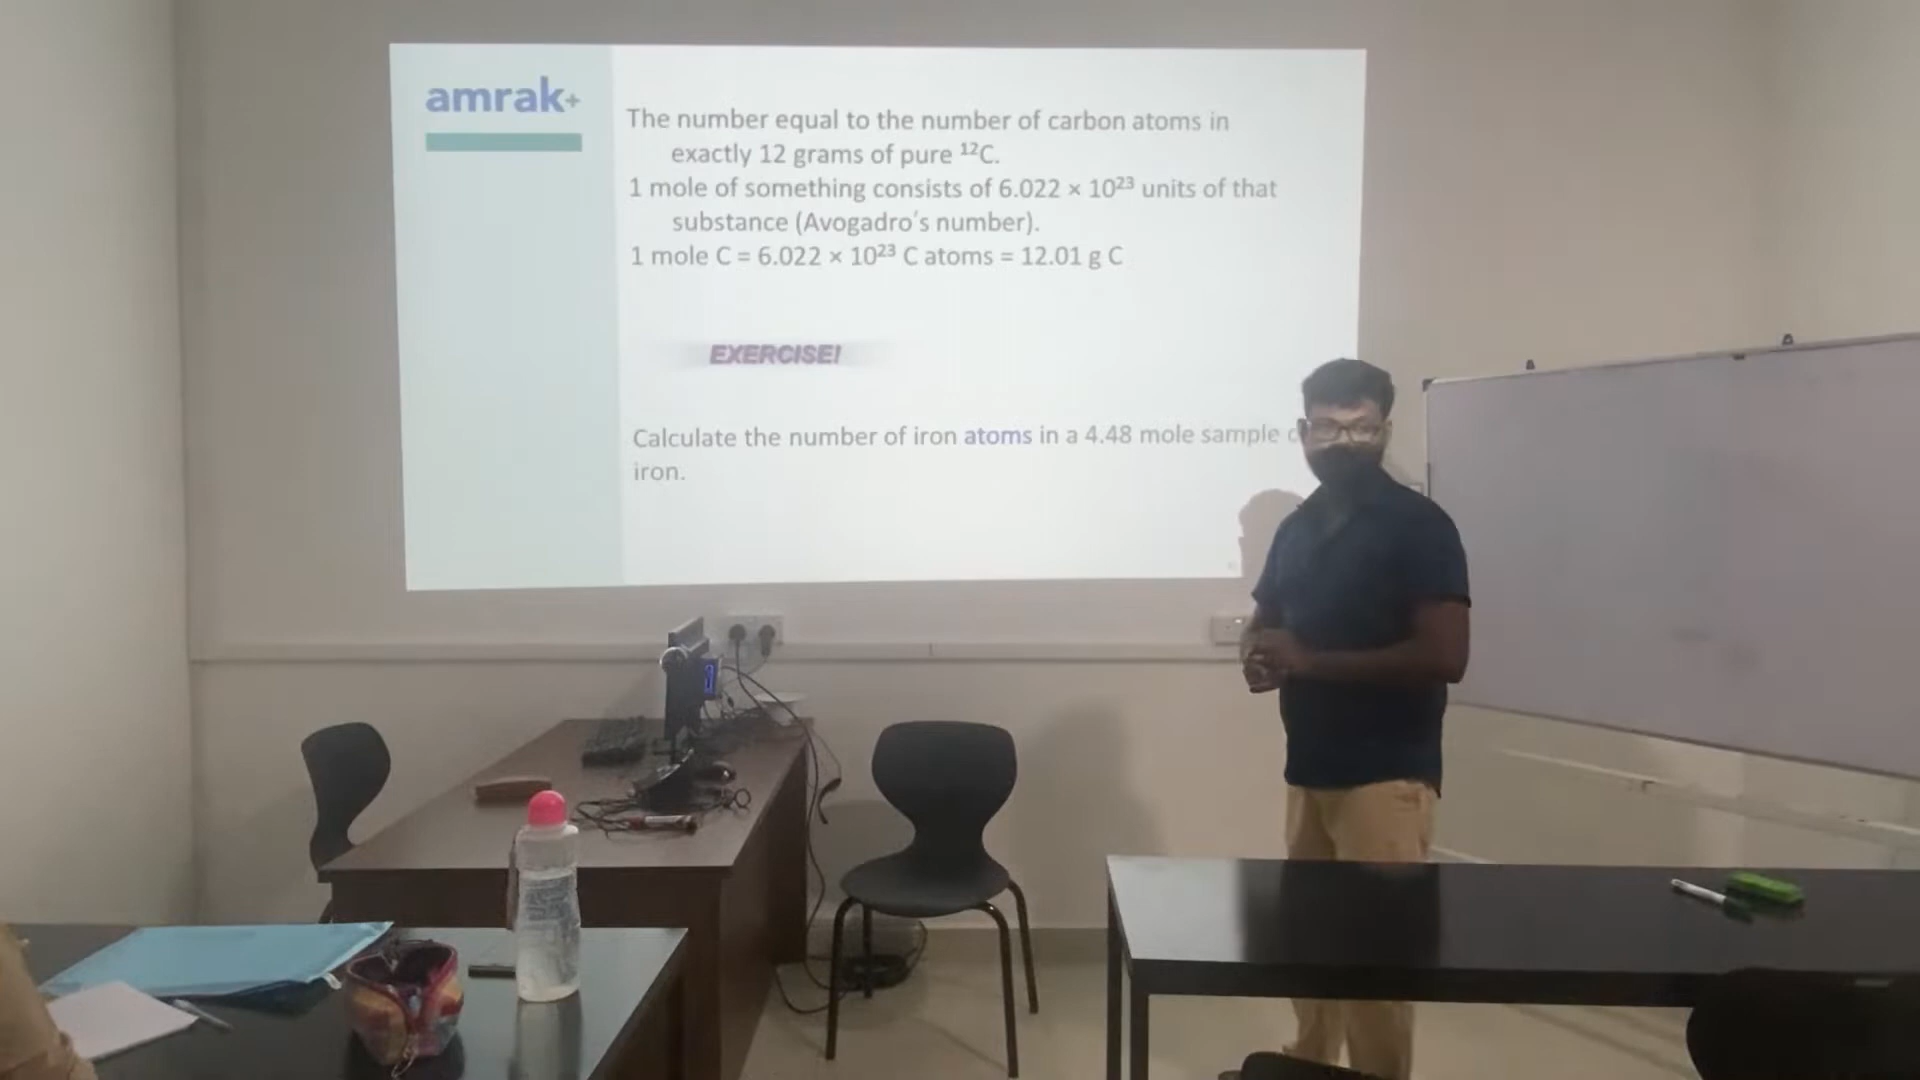 amrak+
The number equal to the number of carbon atoms in
exactly 12 grams of pure ¹²C.
1 mole of something consists of 6.022 × 10²³ units of that
substance (Avogadro's number).
1 mole C = 6.022 × 10²³ C atoms = 12.01 g C
EXERCISE!
Calculate the number of iron atoms in a 4.48 mole sample
iron.